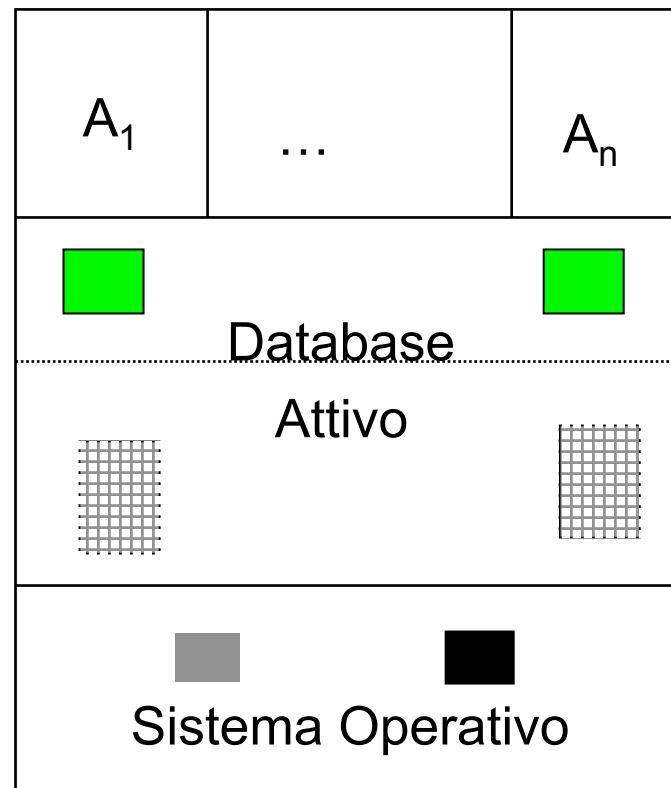 A₁ ... Aₙ
Database
Attivo
Sistema Operativo